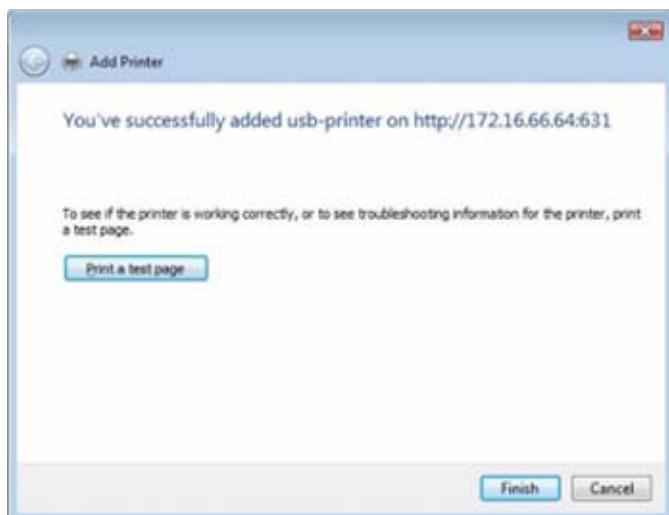 Add Printer
You've successfully added usb-printer on http://172.16.66.64:631
To see if the printer is working correctly, or to see troubleshooting information for the printer, print
a test page.
Print a test page
Finish Cancel